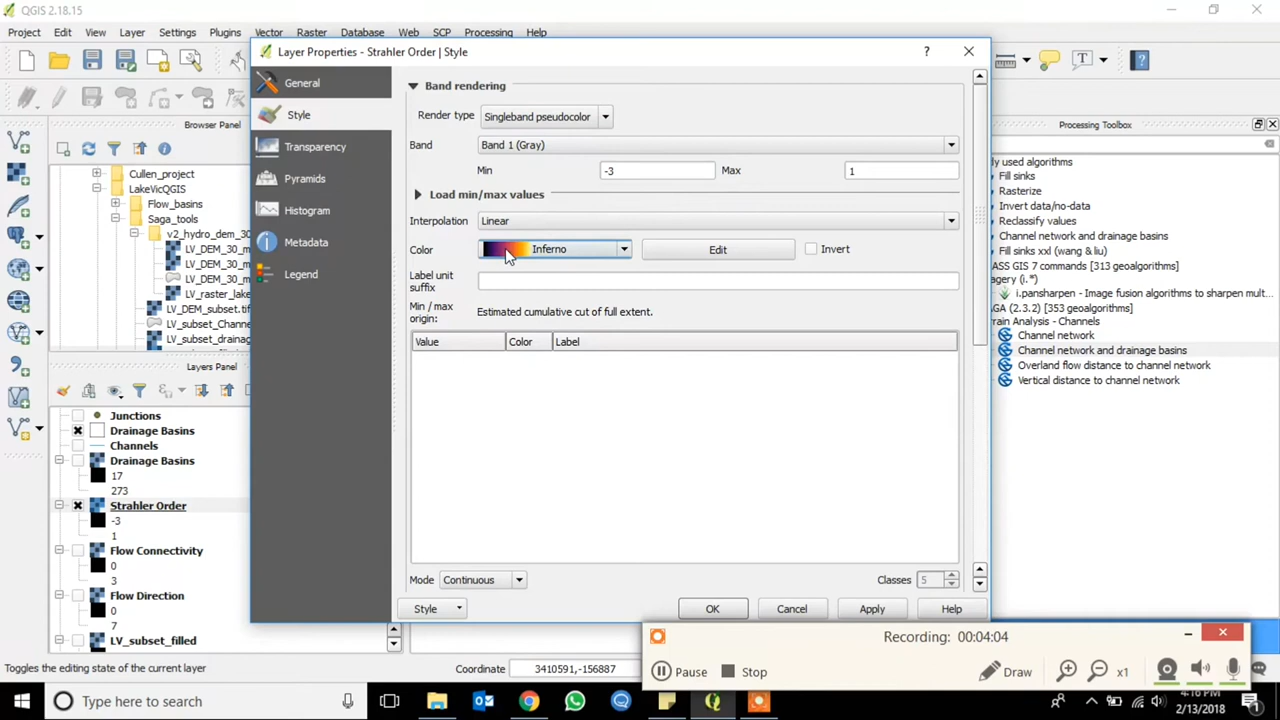 QGIS 2.18.15
Project Edit View Layer Settings Plugins Vector Raster Database Web SCP Processing Help
Layer Properties - Strahler Order | Style
General
Style
Transparency
Pyramids
Histogram
Metadata
Legend
Band rendering
Render type Singleband pseudocolor
Band Band 1 (Gray)
Min -3 Max 1
Load min/max values
Interpolation Linear
Color Inferno Edit Invert
Label unit
suffix
Min / max
origin:
Estimated cumulative cut of full extent.
Value Color Label
Mode Continuous Classes 5
Style OK Cancel Apply Help
Browser Panel
Cullen_project
LakeVicQGIS
Flow_basins
Saga_tools
v2_hydro_dem_30
LV_DEM_30_m
LV_DEM_30_m
LV_DEM_30_m
LV_raster_lake
LV_DEM_subset.tif
LV_subset_Channe
LV_subset_drainag
Layers Panel
Junctions
Drainage Basins
Channels
Drainage Basins
17
273
Strahler Order
-3
1
Flow Connectivity
0
3
Flow Direction
0
7
LV_subset_filled
Processing Toolbox
ly used algorithms
Fill sinks
Rasterize
Invert data/no-data
Reclassify values
Channel network and drainage basins
Fill sinks xxl (wang & liu)
ASS GIS 7 commands [313 geoalgorithms]
agery (i.*)
i.pansharpen - Image fusion algorithms to sharpen mult...
AGA (2.3.2) [353 geoalgorithms]
rrain Analysis - Channels
Channel network
Channel network and drainage basins
Overland flow distance to channel network
Vertical distance to channel network
Toggles the editing state of the current layer
Coordinate 3410591,-156887
Recording: 00:04:04
Pause Stop Draw x1
Type here to search
4:16 PM
2/13/2018